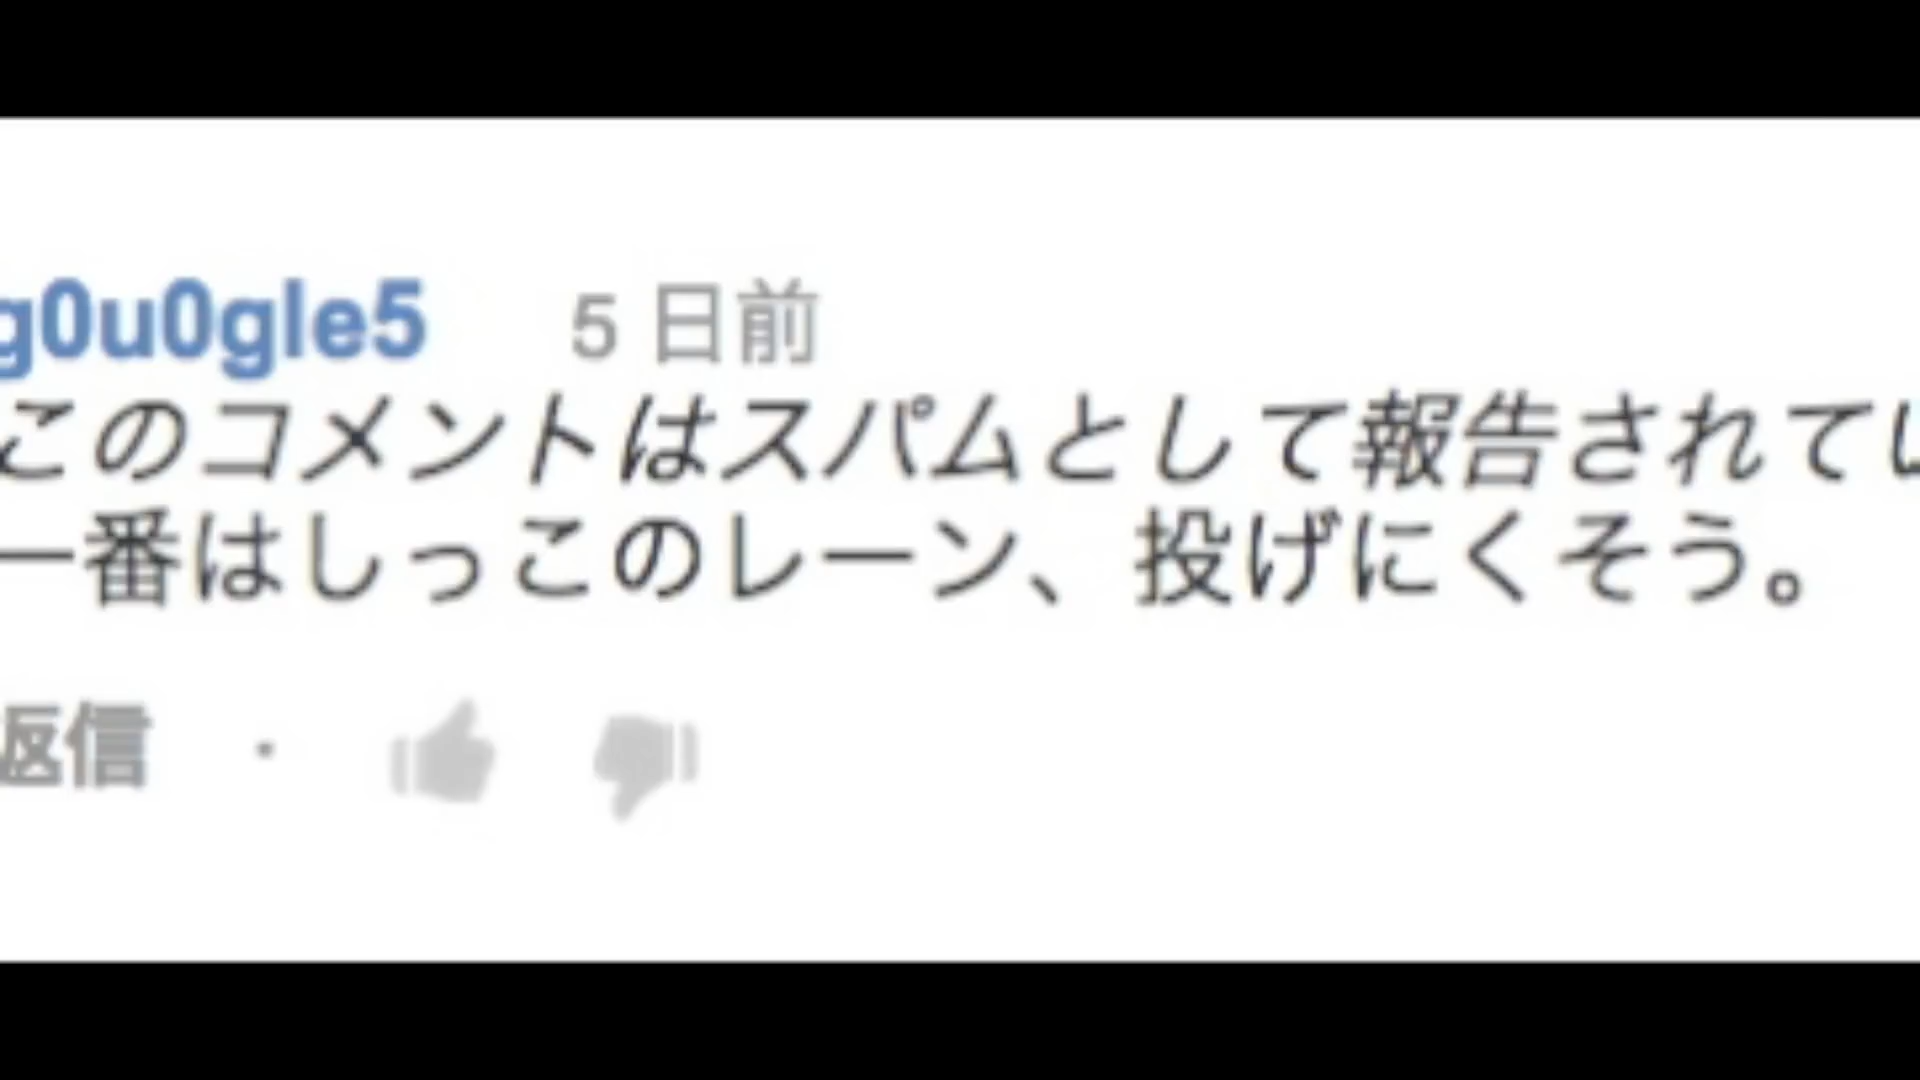 g0u0gle5 5 日前
このコメントはスパムとして報告されてい
一番はしっこのレーン、投げにくそう。
返信 ·